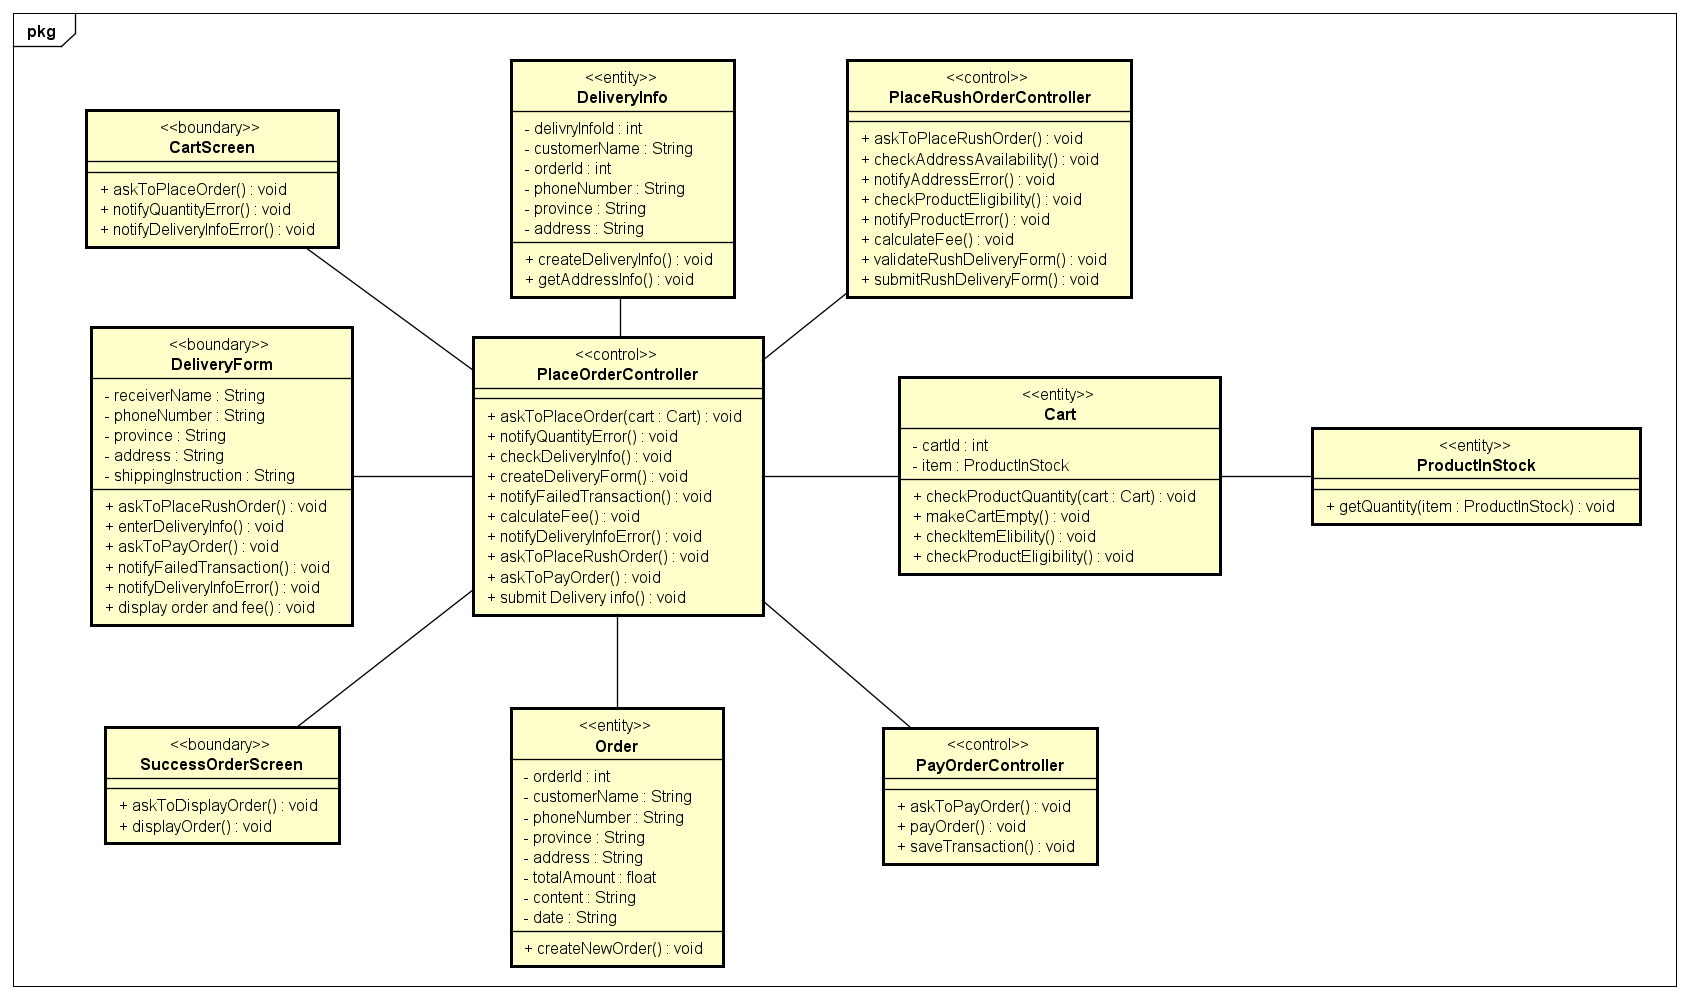 pkg
<<boundary>>
CartScreen
+ askToPlaceOrder() : void
+ notifyQuantityError() : void
+ notifyDeliveryInfoError() : void
<<entity>>
DeliveryInfo
- delivryInfoId : int
- customerName : String
- orderId : int
- phoneNumber : String
- province : String
- address : String
+ createDeliveryInfo() : void
+ getAddressInfo() : void
<<control>>
PlaceRushOrderController
+ askToPlaceRushOrder() : void
+ checkAddressAvailability() : void
+ notifyAddressError() : void
+ checkProductEligibility() : void
+ notifyProductError() : void
+ calculateFee() : void
+ validateRushDeliveryForm() : void
+ submitRushDeliveryForm() : void
<<boundary>>
DeliveryForm
- receiverName : String
- phoneNumber : String
- province : String
- address : String
- shippingInstruction : String
+ askToPlaceRushOrder() : void
+ enterDeliveryInfo() : void
+ askToPayOrder() : void
+ notifyFailedTransaction() : void
+ notifyDeliveryInfoError() : void
+ display order and fee() : void
<<control>>
PlaceOrderController
+ askToPlaceOrder(cart : Cart) : void
+ notifyQuantityError() : void
+ checkDeliveryInfo() : void
+ createDeliveryForm() : void
+ notifyFailedTransaction() : void
+ calculateFee() : void
+ notifyDeliveryInfoError() : void
+ askToPlaceRushOrder() : void
+ askToPayOrder() : void
+ submit Delivery info() : void
<<entity>>
Cart
- cartId : int
- item : ProductInStock
+ checkProductQuantity(cart : Cart) : void
+ makeCartEmpty() : void
+ checkItemElibility() : void
+ checkProductEligibility() : void
<<entity>>
ProductInStock
+ getQuantity(item : ProductInStock) : void
<<boundary>>
SuccessOrderScreen
+ askToDisplayOrder() : void
+ displayOrder() : void
<<entity>>
Order
- orderId : int
- customerName : String
- phoneNumber : String
- province : String
- address : String
- totalAmount : float
- content : String
- date : String
+ createNewOrder() : void
<<control>>
PayOrderController
+ askToPayOrder() : void
+ payOrder() : void
+ saveTransaction() : void